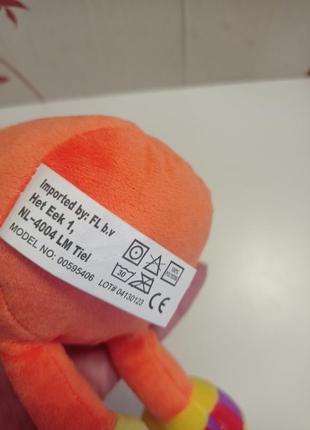 Imported by: FL b.v
Het Eek 1,
NL-4004 LM Tiel
MODEL NO: 00595406
LOT# 04130123
30
CE